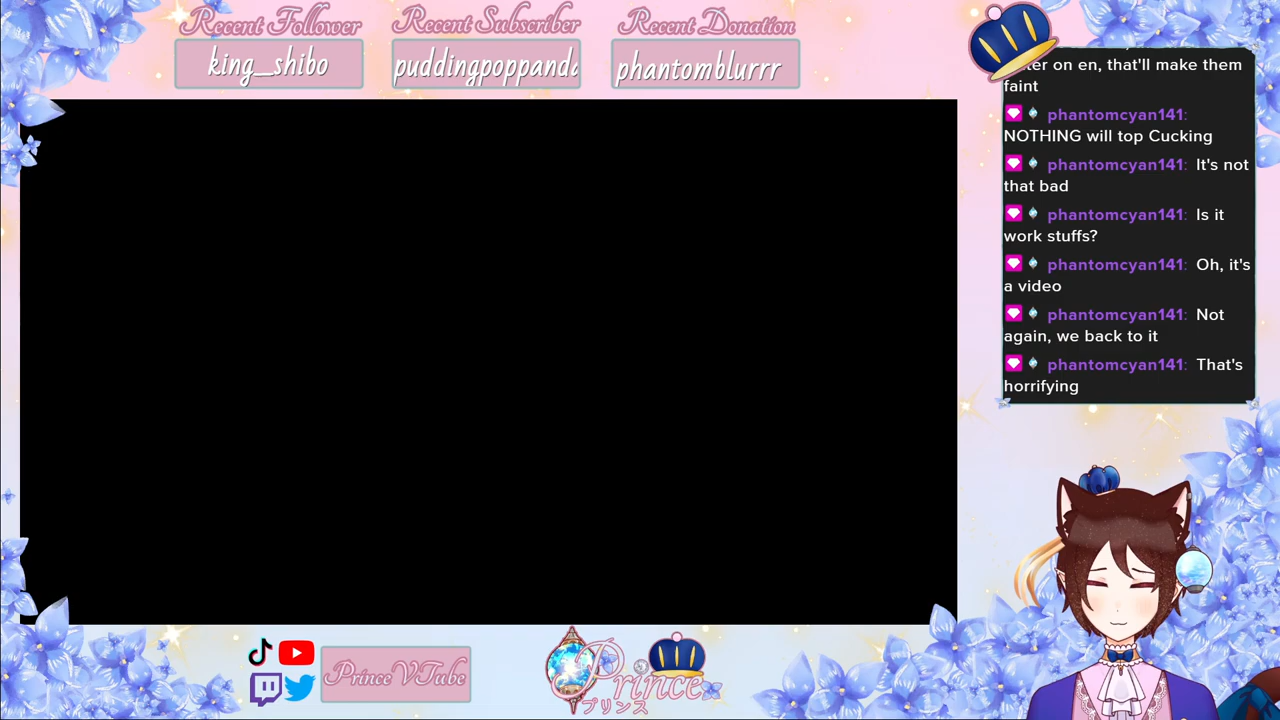 Recent Follower
king_shibo
Recent Subscriber
puddingpoppanda
Recent Donation
phantomblurrr
er on en, that'll make them
faint
phantomcyan141:
NOTHING will top Cucking
phantomcyan141: It's not
that bad
phantomcyan141: Is it
work stuffs?
phantomcyan141: Oh, it's
a video
phantomcyan141: Not
again, we back to it
phantomcyan141: That's
horrifying
Prince VTube
Prince
プリンス